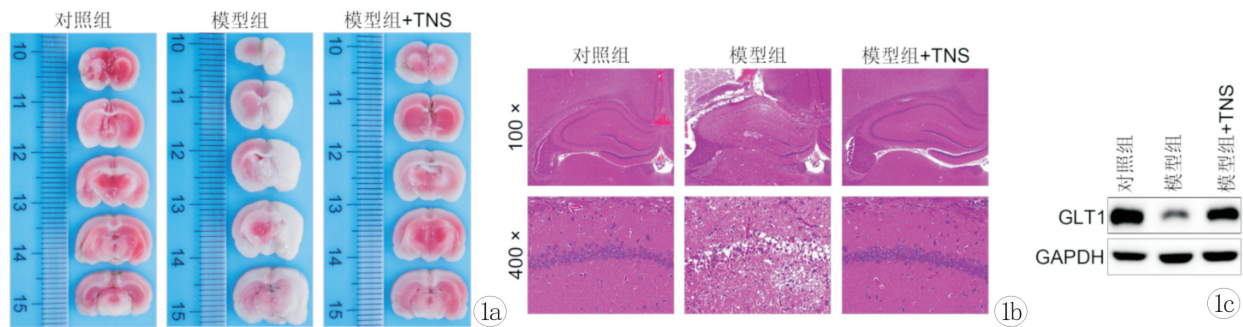 对照组 模型组 模型组+TNS
10 10 10
11 11 11
12 12 12
13 13 13
14 14 14
15 15 15
1a
对照组 模型组 模型组+TNS
100×
400×
1b
对照组 模型组 模型组+TNS
GLT1
GAPDH
1c